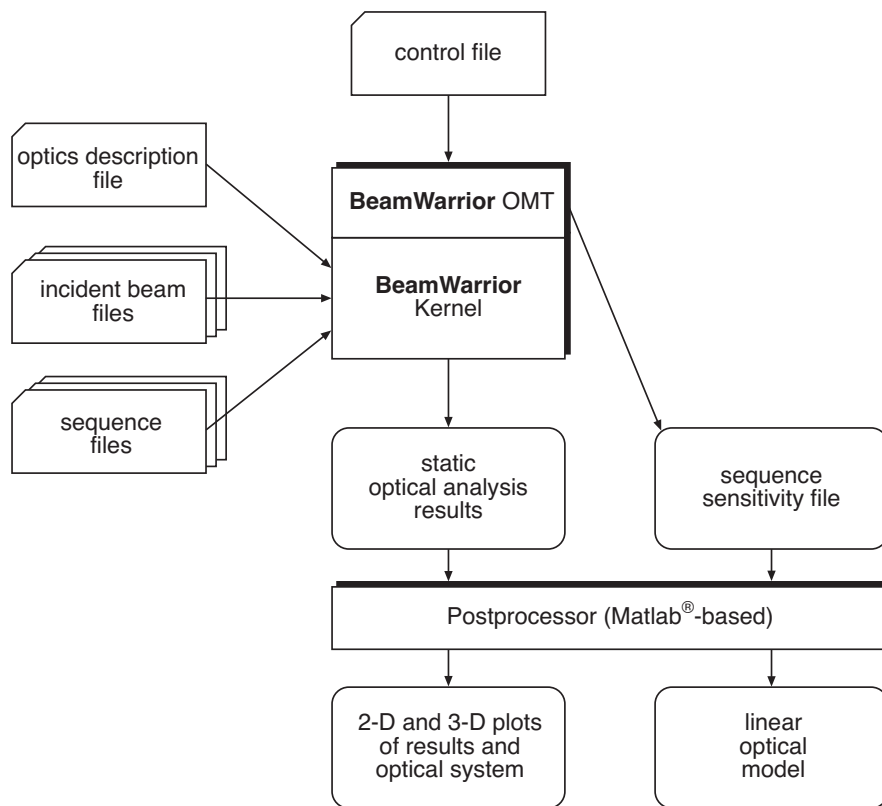 control file
optics description
file
BeamWarrior OMT
incident beam
files
BeamWarrior
Kernel
sequence
files
static
optical analysis
results
sequence
sensitivity file
Postprocessor (Matlab®-based)
2-D and 3-D plots
of results and
optical system
linear
optical
model